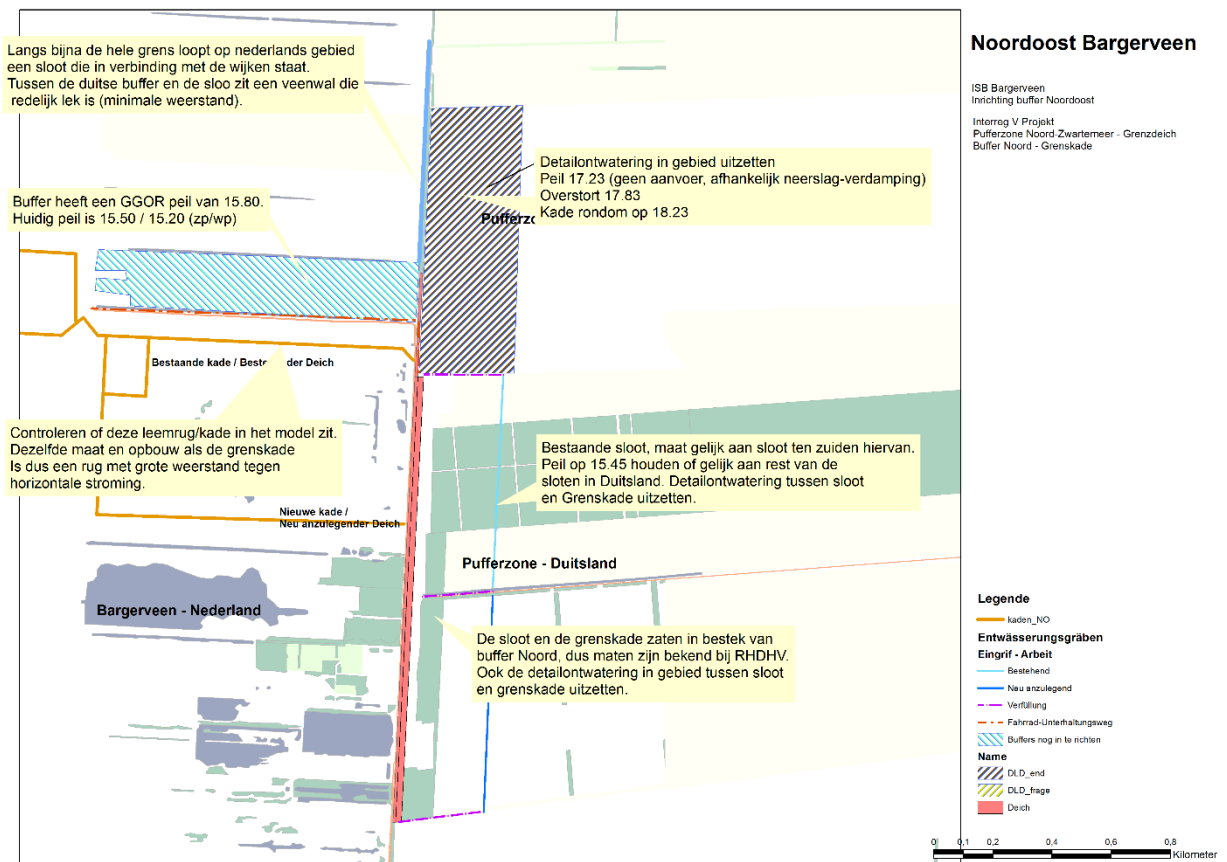 Noordoost Bargerveen
ISB Bargerveen
Inrichting buffer Noordoost
Interreg V Projekt
Pufferzone Noord-Zwartemeer - Grenzdeich
Buffer Noord - Grenskade
Langs bijna de hele grens loopt op nederlands gebied
een sloot die in verbinding met de wijken staat.
Tussen de duitse buffer en de sloo zit een veenwal die
redelijk lek is (minimale weerstand).
Detailontwatering in gebied uitzetten
Peil 17.23 (geen aanvoer, afhankelijk neerslag-verdamping)
Overstort 17.83
Kade rondom op 18.23
Buffer heeft een GGOR peil van 15.80.
Huidig peil is 15.50 / 15.20 (zp/wp)
Bestaande kade /
Controleren of deze leemrug/kade in het model zit.
Dezelfde maat en opbouw als de grenskade
Is dus een rug met grote weerstand tegen
horizontale stroming.
Bestaande sloot, maat gelijk aan sloot ten zuiden hiervan.
Peil op 15.45 houden of gelijk aan rest van de
sloten in Duitsland. Detailontwatering tussen sloot
en Grenskade uitzetten.
Nieuwe kade /
Neu anzulegender Deich
Pufferzone - Duitsland
Bargerveen - Nederland
De sloot en de grenskade zaten in bestek van
buffer Noord, dus maten zijn bekend bij RHDHV.
Ook de detailontwatering in gebied tussen sloot
en grenskade uitzetten.
Legende
kaden_NO
Entwässerungsgräben
Eingrif - Arbeit
Bestehend
Neu anzulegend
Verfüllung
Fahrrad-Unterhaltungsweg
Buffers nog in te richten
Name
DLD_end
DLD_frage
Deich
0 0,1 0,2 0,4 0,6 0,8
Kilometer